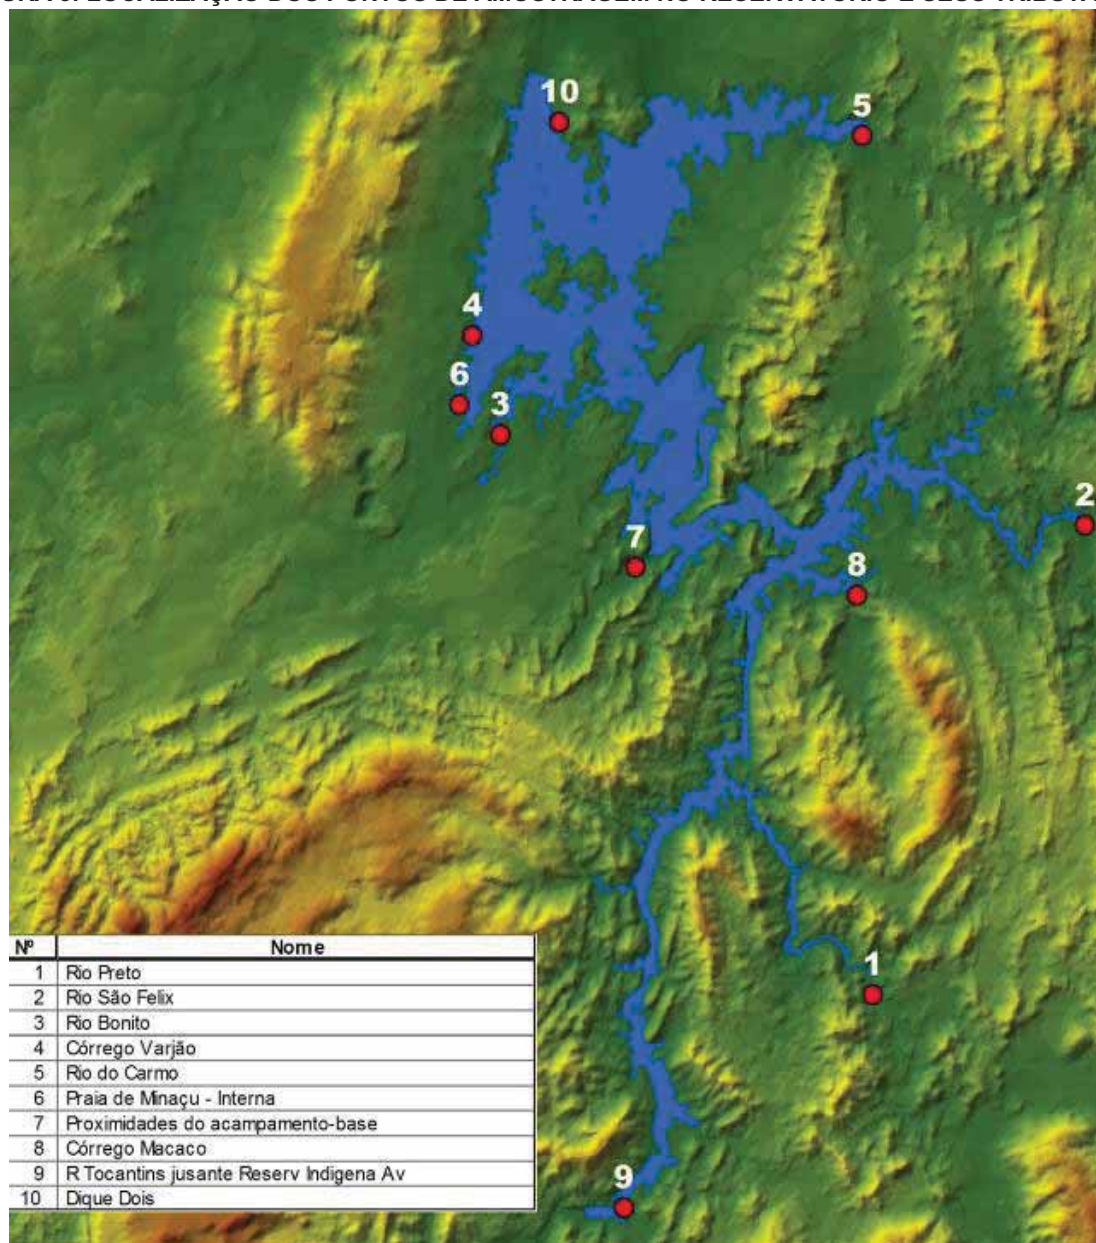 10
5
4
6
3
2
7
8
1
9
Nº Nome
1 Rio Preto
2 Rio São Felix
3 Rio Bonito
4 Córrego Varjão
5 Rio do Carmo
6 Praia de Minaçu - Interna
7 Proximidades do acampamento-base
8 Córrego Macaco
9 R Tocantins jusante Reserv Indigena Av
10 Dique Dois